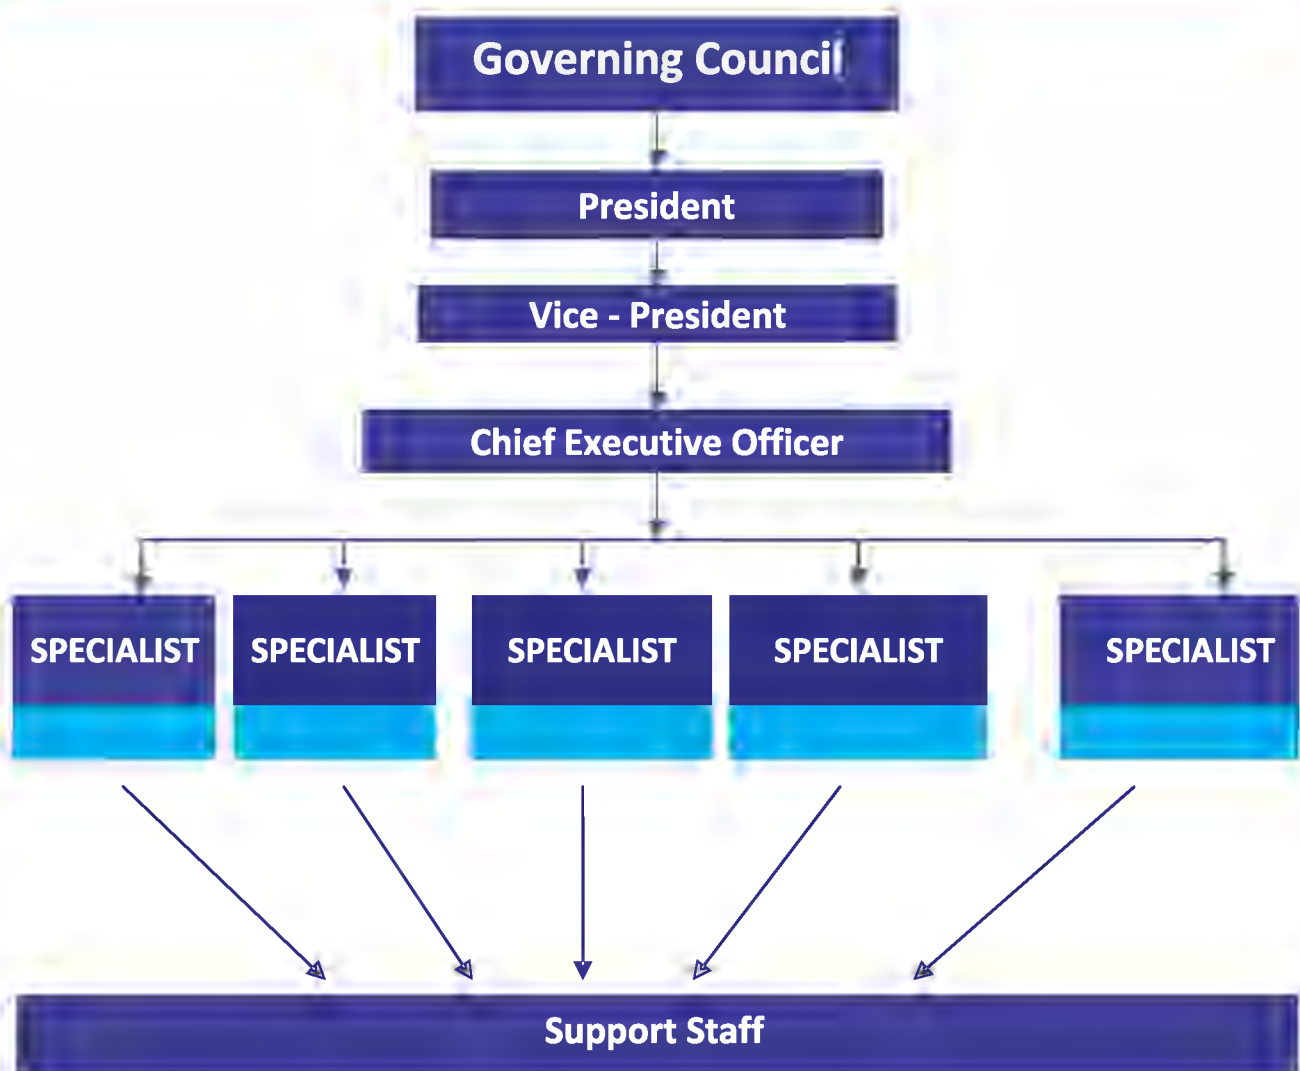 Governing Council
President
Vice - President
Chief Executive Officer
SPECIALIST
SPECIALIST
SPECIALIST
SPECIALIST
SPECIALIST
Support Staff